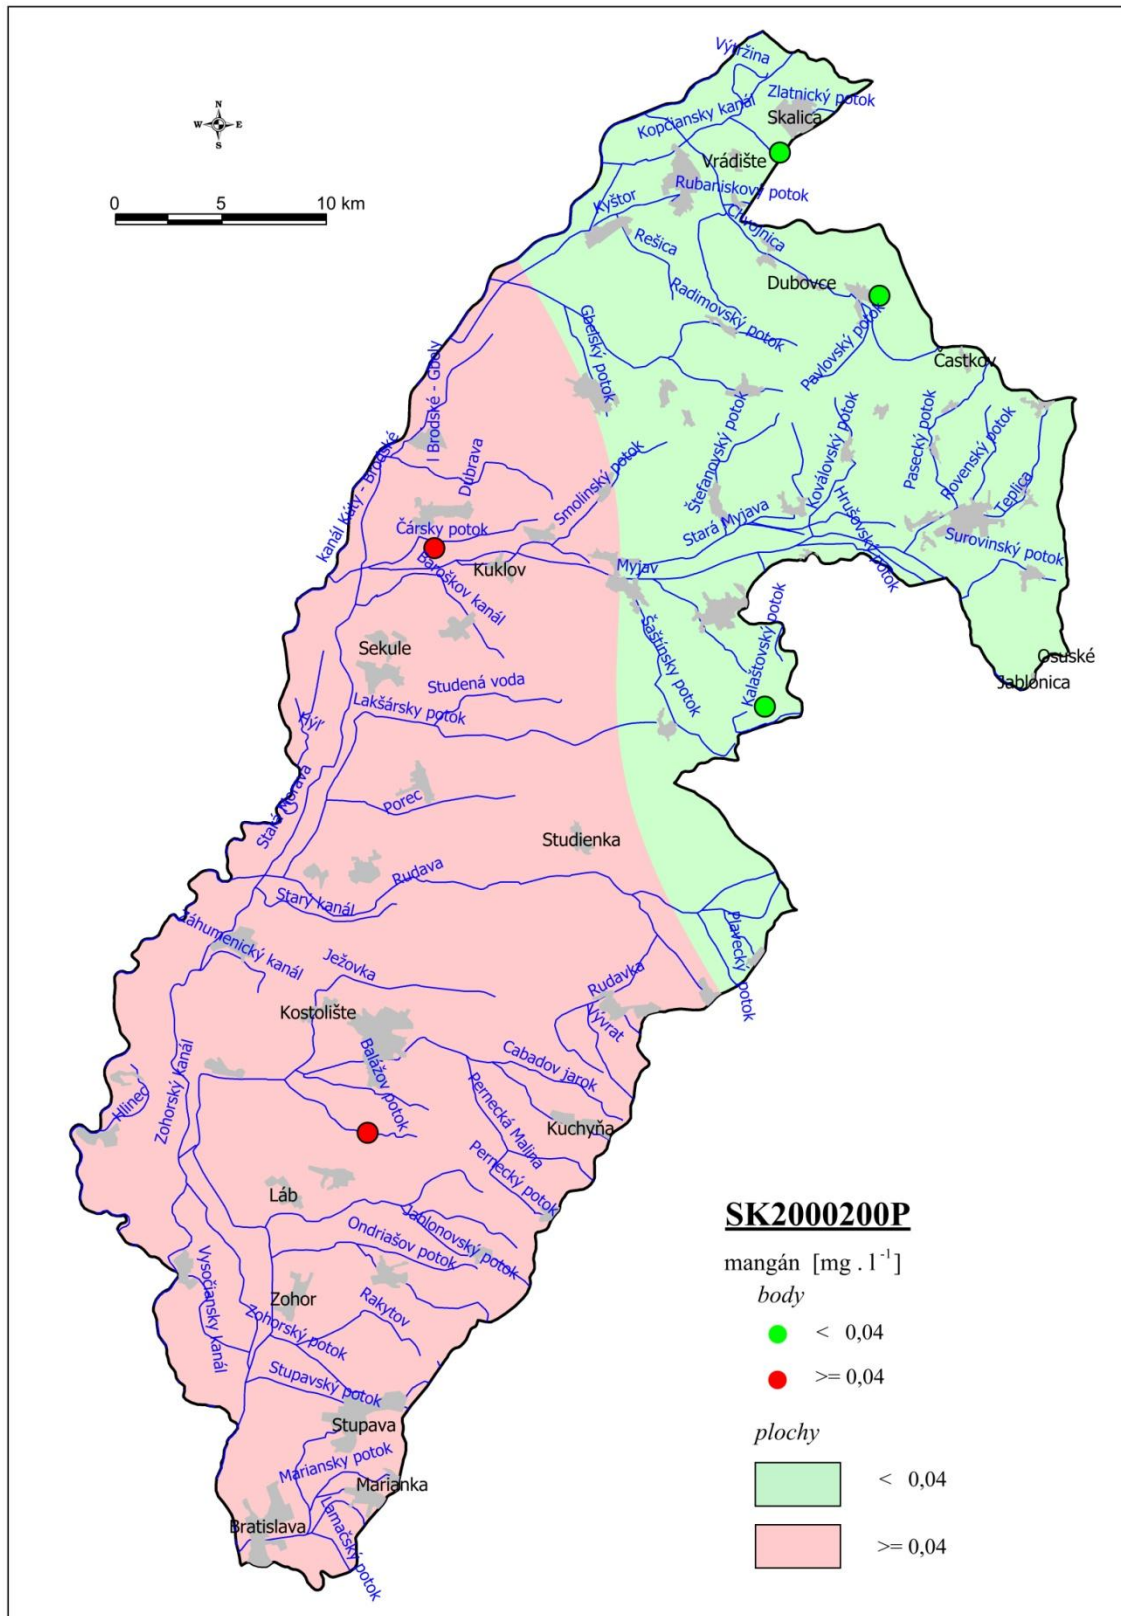 N
W E
S
0 5 10 km
Výtržina
Zlatnický potok
Skalica
Kopčiansky kanál
Vrádište
Rubaniskový potok
Kyštor
Chvojnica
Rešica
Dubovce
Radimovský potok
Gbelský potok
Pavlovský potok
Častkov
I Brodské - Gbely
kanál Kúty - Brodské
Dúbrava
Smolinský potok
Štefanovský potok
Koválovský potok
Pasecký potok
Rovenský potok
Teplica
Čársky potok
Stará Myjava
Hrušovský potok
Surovinský potok
Baroškov kanál
Kuklov
Myjav
Sekule
Šaštínsky potok
Kalaštovský potok
Osuské
Jablonica
Studená voda
Lakšársky potok
Hýľ
Stará Morava
Porec
Studienka
Rudava
Starý kanál
Záhumenický kanál
Plavecký potok
Ježovka
Rudavka
Kostolište
Vývrat
Balážov potok
Cabadov jarok
Zohorský Kanál
Hlinec
Pernecká Malina
Kuchyňa
Pernecký potok
Láb
Jablonovský potok
Ondriašov potok
Vysočiansky kanál
Zohor
Rakytov
Zohorský potok
Stupavský potok
Stupava
Mariansky potok
Marianka
Lamačský potok
Bratislava
SK2000200P
mangán [mg . l⁻¹]
body
< 0,04
>= 0,04
plochy
< 0,04
>= 0,04